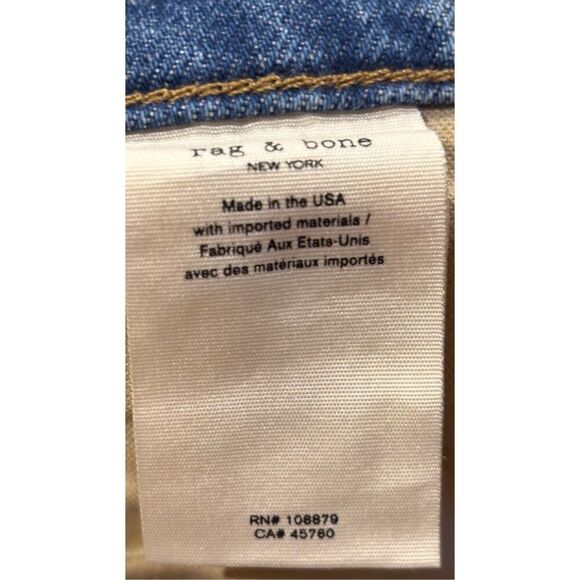 rag & bone
NEW YORK
Made in the USA
with imported materials /
Fabriqué Aux Etats-Unis
avec des matériaux importés
RN# 108879
CA# 45760